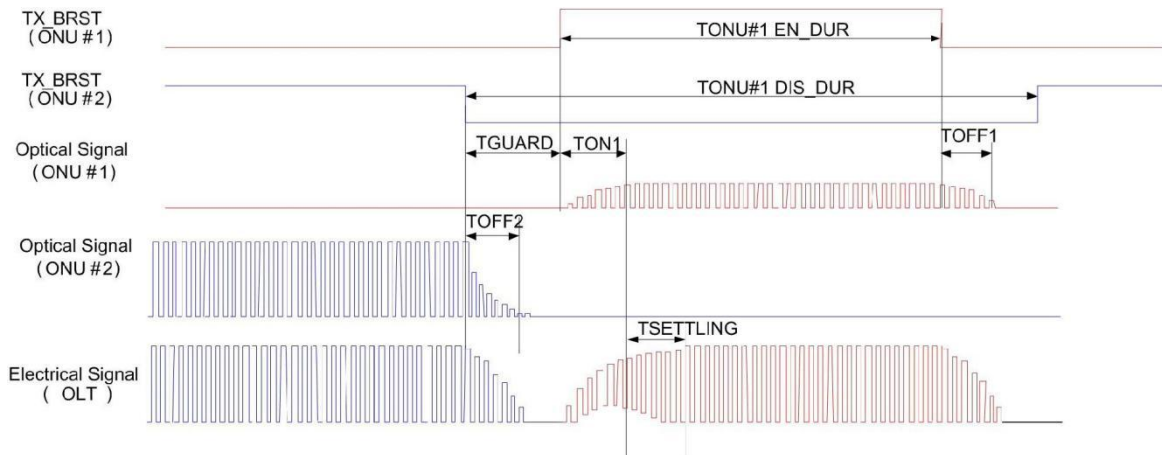 TX_BRST
( ONU #1)
TONU#1 EN_DUR
TX_BRST
( ONU #2)
TONU#1 DIS_DUR
Optical Signal
(ONU #1)
TGUARD
TON1
TOFF1
Optical Signal
(ONU #2)
TOFF2
TSETTLING
Electrical Signal
( OLT)